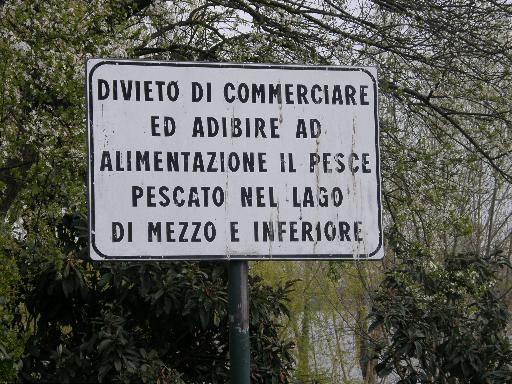 DIVIETO DI COMMERCIARE
ED ADIBIRE AD
ALIMENTAZIONE IL PESCE
PESCATO NEL LAGO
DI MEZZO E INFERIORE